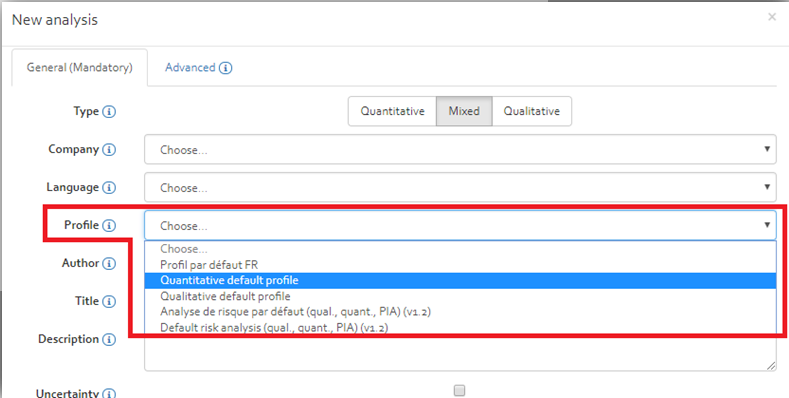 New analysis ×
General (Mandatory) Advanced
Type Quantitative Mixed Qualitative
Company Choose...
Language Choose...
Profile Choose...
Choose...
Profil par défaut FR
Author
Quantitative default profile
Title Qualitative default profile
Analyse de risque par défaut (qual., quant., PIA) (v1.2)
Default risk analysis (qual., quant., PIA) (v1.2)
Description
Uncertainty